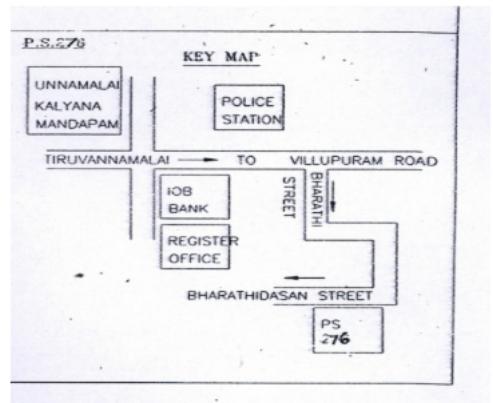 P.S.276
KEY MAP
UNNAMALAI
KALYANA
MANDAPAM
POLICE
STATION
TIRUVANNAMALAI TO VILLUPURAM ROAD
IOB
BANK
BHARATHI
STREET
REGISTER
OFFICE
BHARATHIDASAN STREET
PS
276